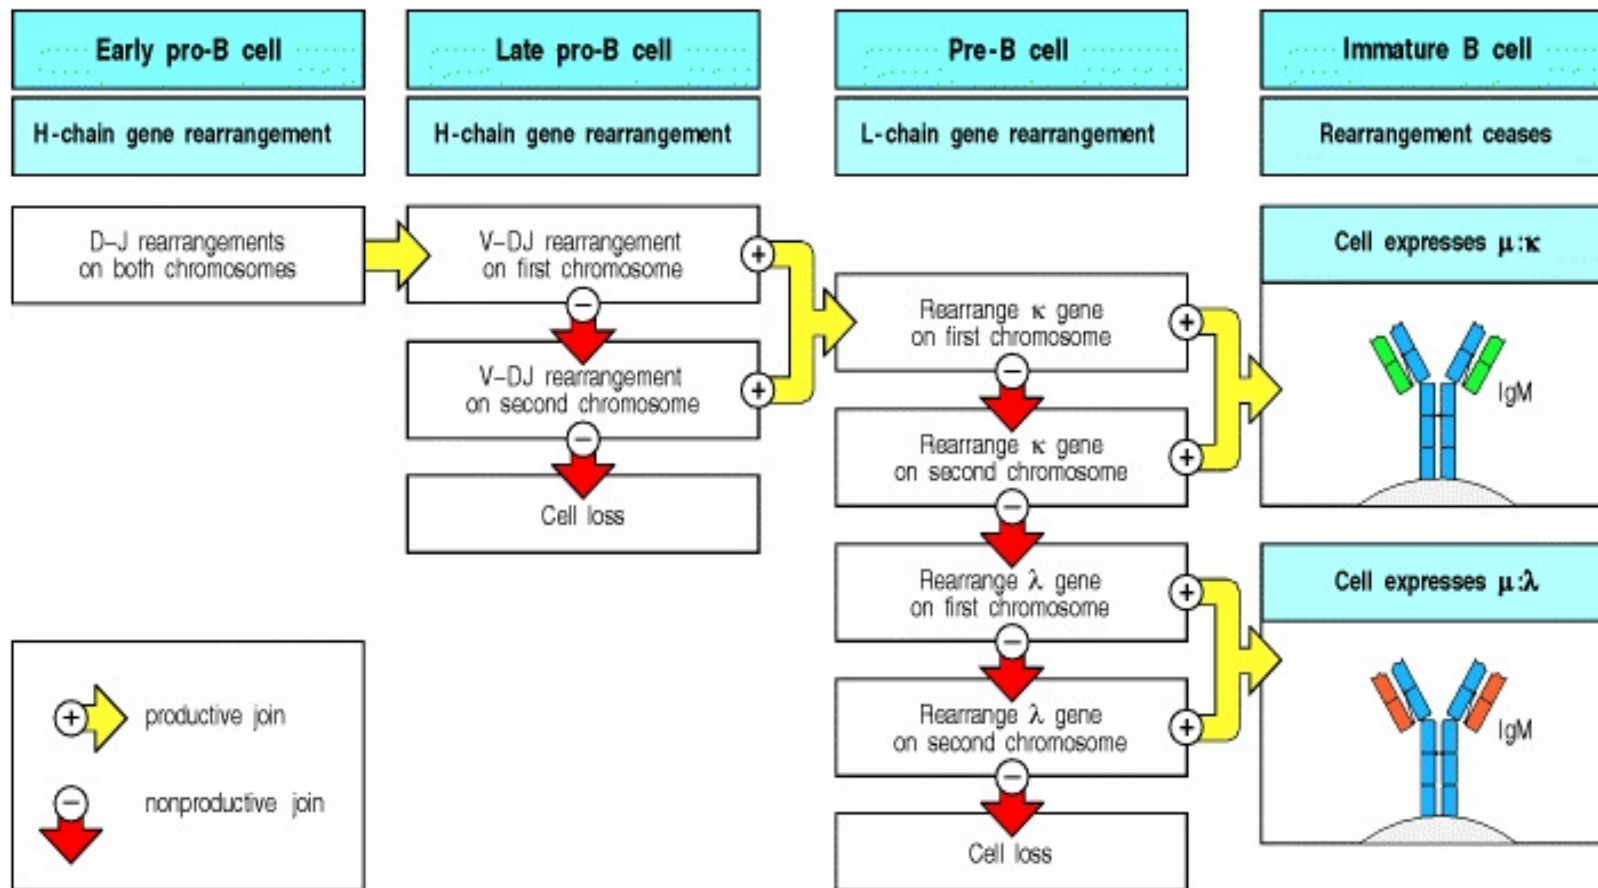 Early pro-B cell
Late pro-B cell
Pre-B cell
Immature B cell
H-chain gene rearrangement
H-chain gene rearrangement
L-chain gene rearrangement
Rearrangement ceases
D–J rearrangements
on both chromosomes
V–DJ rearrangement
on first chromosome
+
−
V–DJ rearrangement
on second chromosome
+
−
Cell loss
Rearrange κ gene
on first chromosome
+
−
Rearrange κ gene
on second chromosome
+
−
Rearrange λ gene
on first chromosome
+
−
Rearrange λ gene
on second chromosome
+
−
Cell loss
Cell expresses μ:κ
IgM
Cell expresses μ:λ
IgM
+ productive join
− nonproductive join